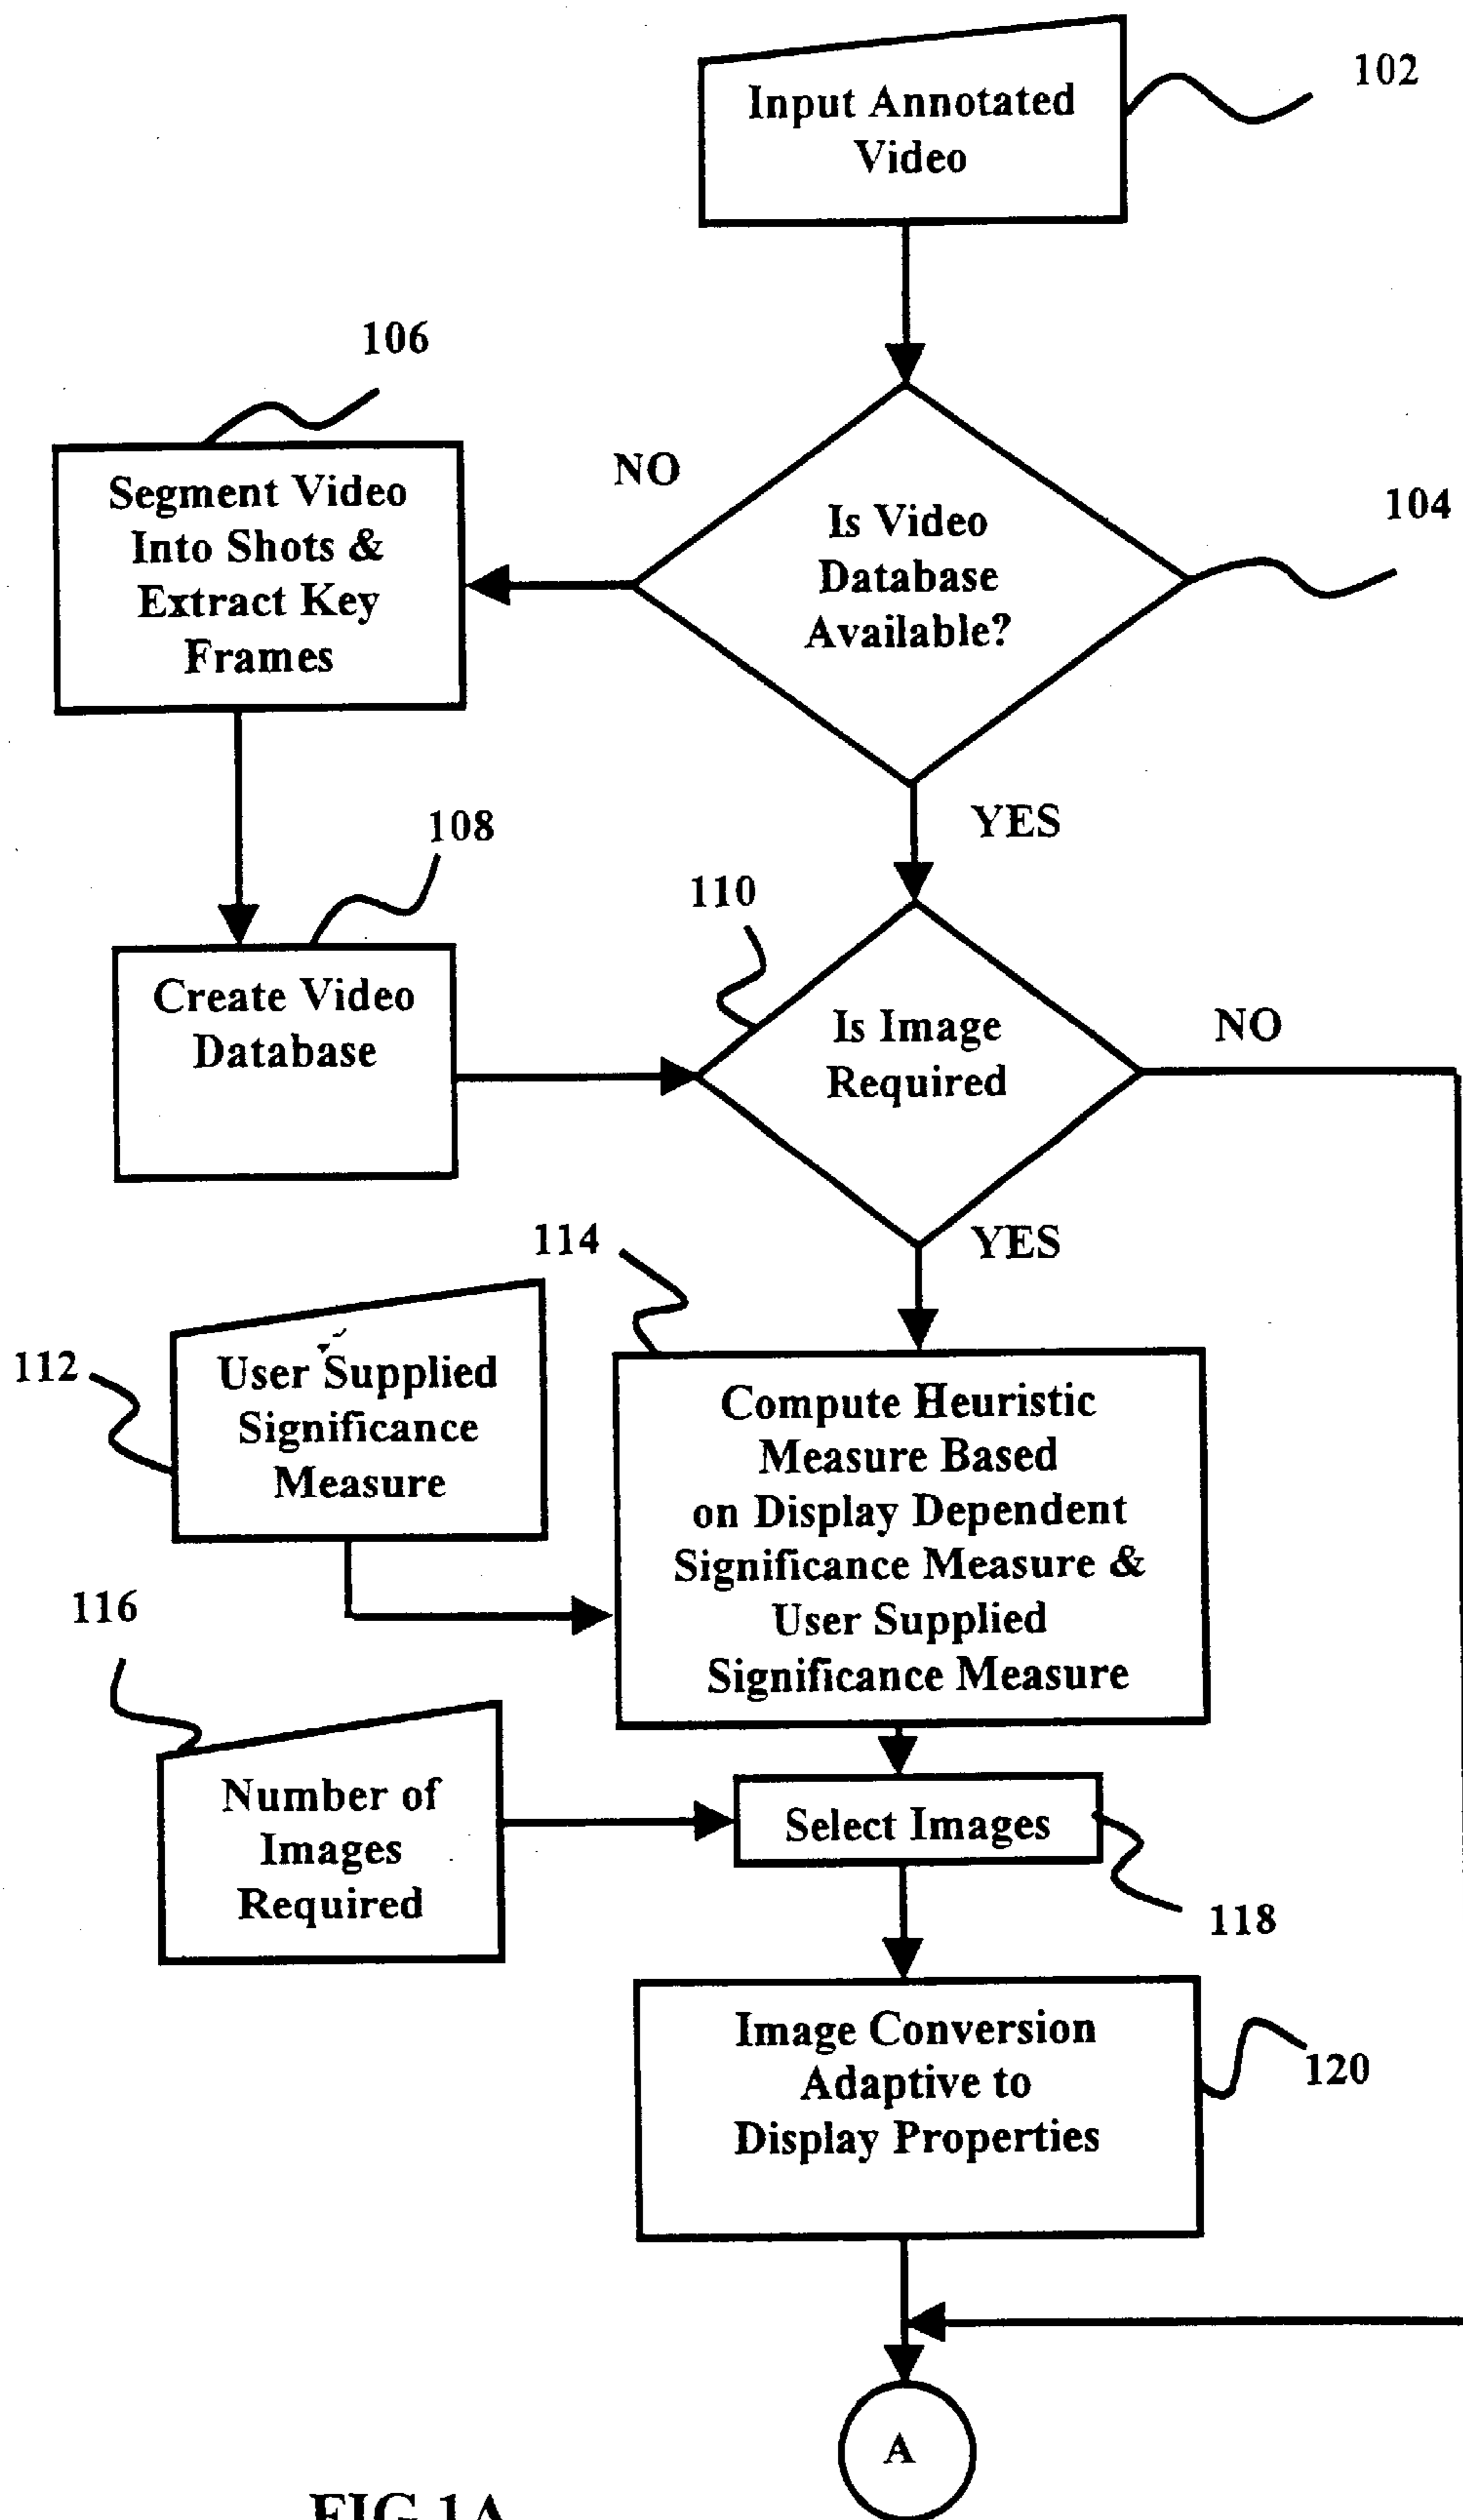 Input Annotated
Video
102
106
Segment Video
Into Shots &
Extract Key
Frames
NO
Is Video
Database
Available?
104
YES
108
Create Video
Database
110
Is Image
Required
NO
YES
112
User Supplied
Significance
Measure
114
Compute Heuristic
Measure Based
on Display Dependent
Significance Measure &
User Supplied
Significance Measure
116
Number of
Images
Required
Select Images
118
Image Conversion
Adaptive to
Display Properties
120
A
FIG 1A